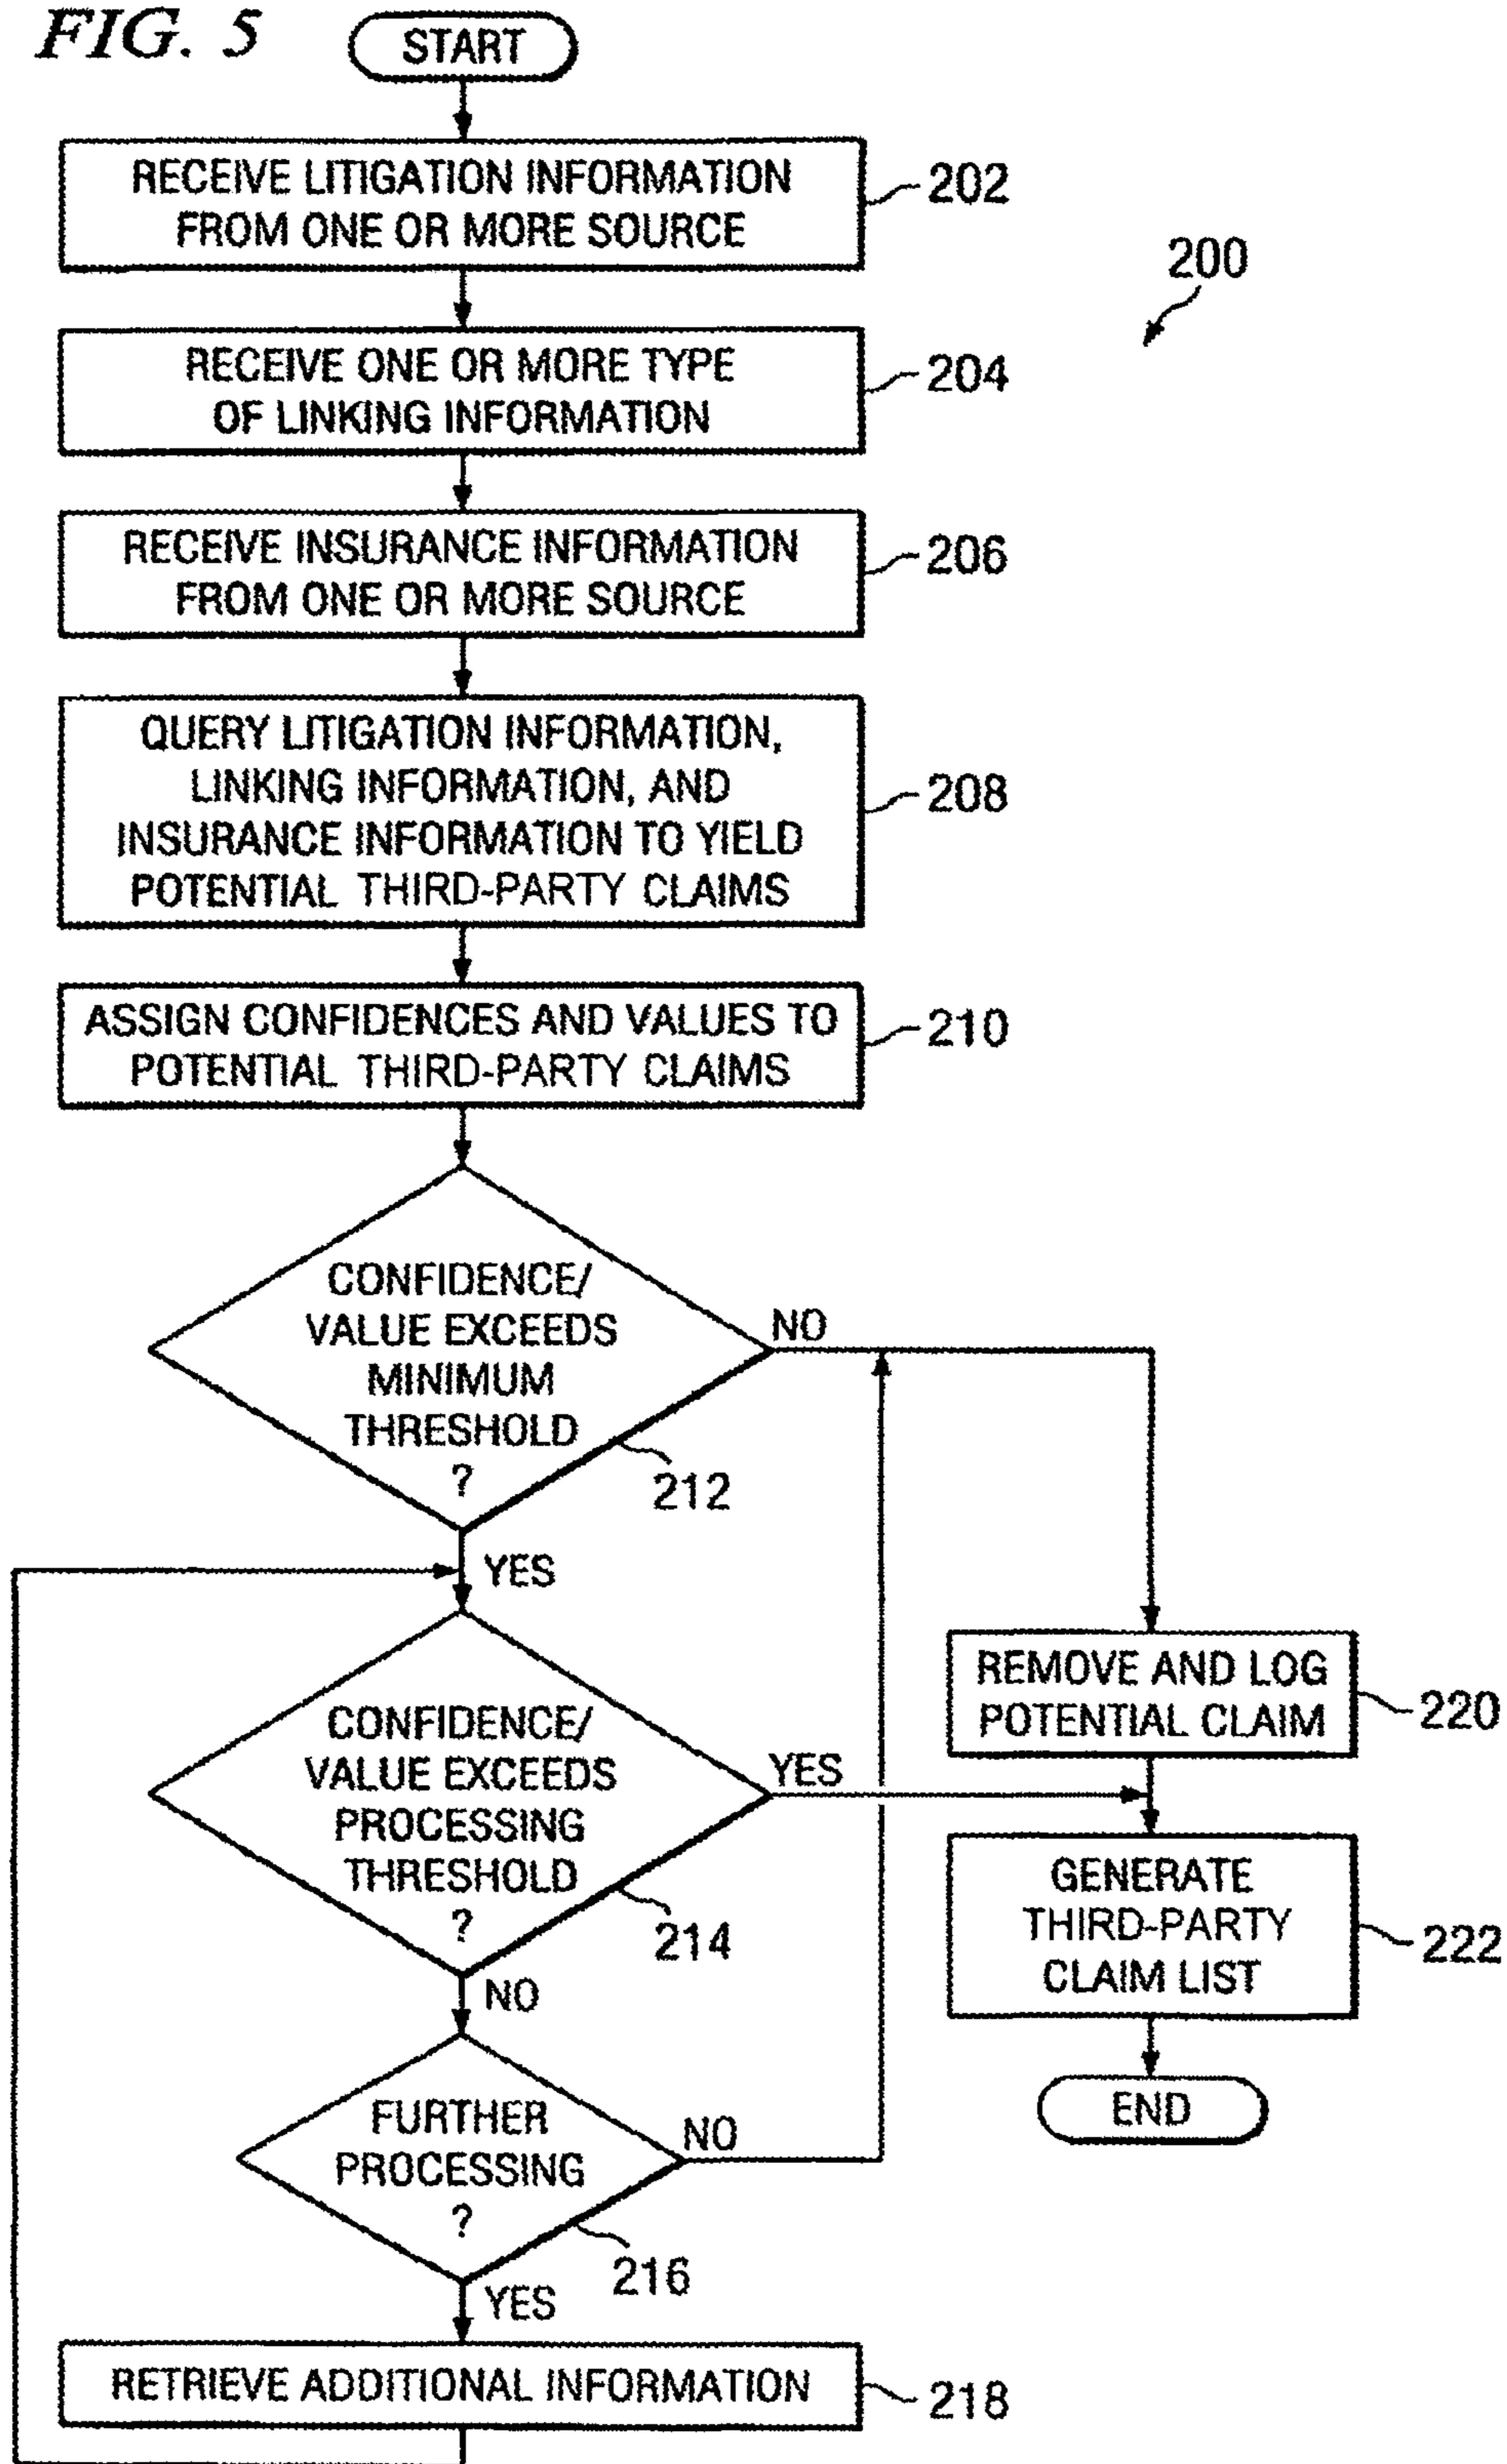 FIG. 5
START
RECEIVE LITIGATION INFORMATION
FROM ONE OR MORE SOURCE
202
200
RECEIVE ONE OR MORE TYPE
OF LINKING INFORMATION
204
RECEIVE INSURANCE INFORMATION
FROM ONE OR MORE SOURCE
206
QUERY LITIGATION INFORMATION,
LINKING INFORMATION, AND
INSURANCE INFORMATION TO YIELD
POTENTIAL THIRD-PARTY CLAIMS
208
ASSIGN CONFIDENCES AND VALUES TO
POTENTIAL THIRD-PARTY CLAIMS
210
CONFIDENCE/
VALUE EXCEEDS
MINIMUM
THRESHOLD
?
212
NO
YES
CONFIDENCE/
VALUE EXCEEDS
PROCESSING
THRESHOLD
?
214
YES
NO
REMOVE AND LOG
POTENTIAL CLAIM
220
GENERATE
THIRD-PARTY
CLAIM LIST
222
END
FURTHER
PROCESSING
?
216
NO
YES
RETRIEVE ADDITIONAL INFORMATION
218